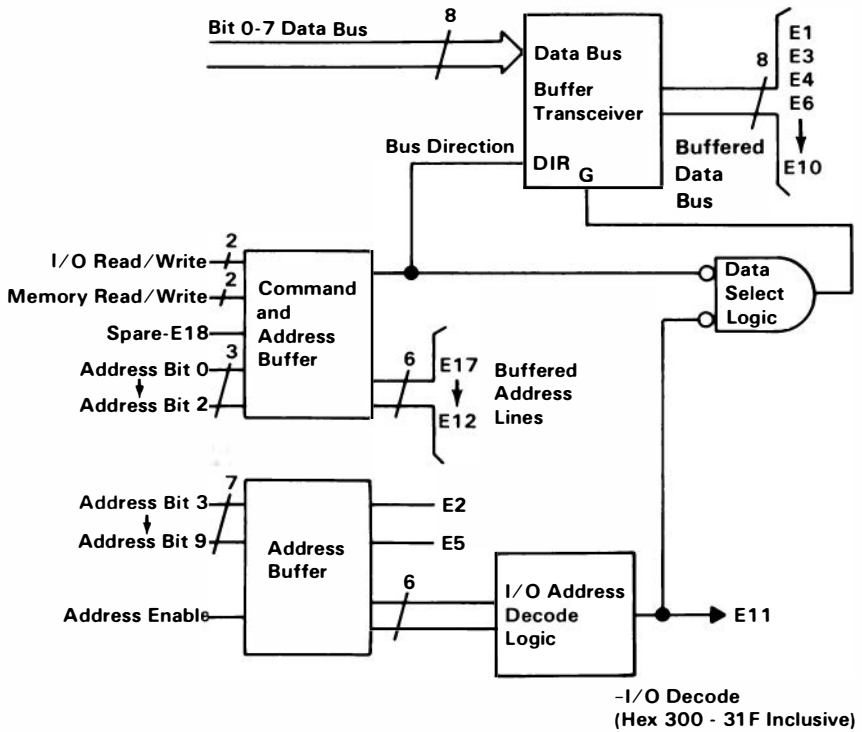 Bit 0-7 Data Bus
8
Data Bus
Buffer
Transceiver
DIR
G
8
E1
E3
E4
E6
E10
Buffered
Data
Bus
Bus Direction
I/O Read/Write
2
Memory Read/Write
2
Spare-E18
Address Bit 0
3
Address Bit 2
Command
and
Address
Buffer
6
E17
E12
Buffered
Address
Lines
Data
Select
Logic
Address Bit 3
7
Address Bit 9
Address Enable
Address
Buffer
E2
E5
6
I/O Address
Decode
Logic
E11
-I/O Decode
(Hex 300 - 31F Inclusive)